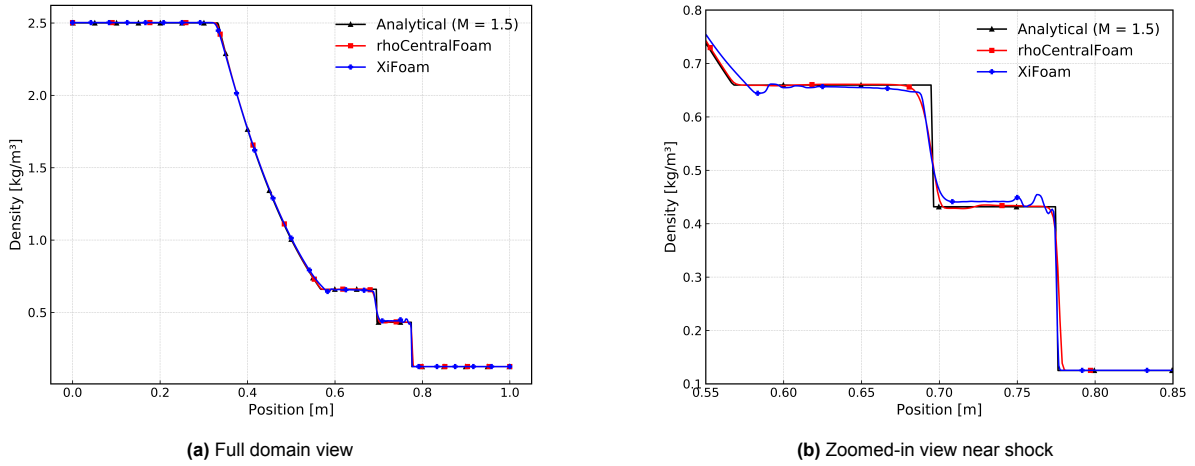 2.5
2.0
1.5
1.0
0.5
Density [kg/m³]
0.0
0.2
0.4
0.6
0.8
1.0
Position [m]
Analytical (M = 1.5)
rhoCentralFoam
XiFoam
(a) Full domain view
0.8
0.7
0.6
0.5
0.4
0.3
0.2
0.1
Density [kg/m³]
0.55
0.60
0.65
0.70
0.75
0.80
0.85
Position [m]
Analytical (M = 1.5)
rhoCentralFoam
XiFoam
(b) Zoomed-in view near shock